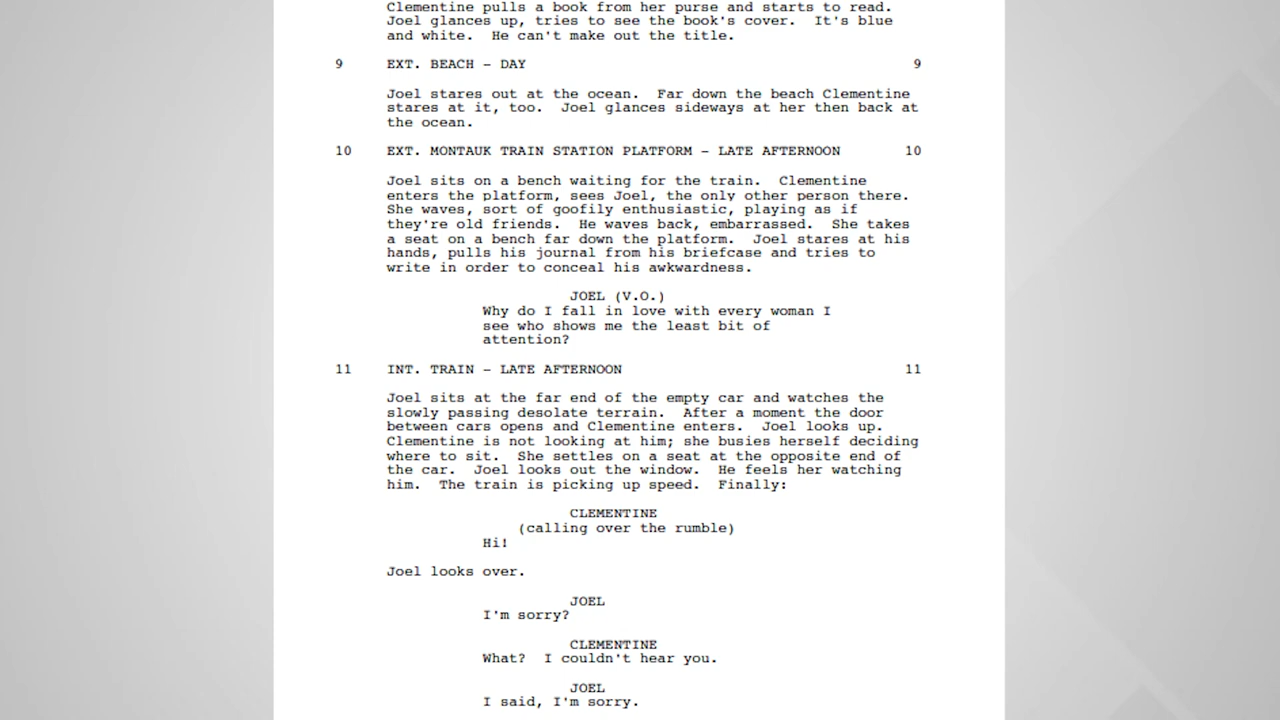 Clementine pulls a book from her purse and starts to read.
Joel glances up, tries to see the book's cover.  It's blue
and white.  He can't make out the title.
9 EXT. BEACH – DAY 9
Joel stares out at the ocean.  Far down the beach Clementine
stares at it, too.  Joel glances sideways at her then back at
the ocean.
10 EXT. MONTAUK TRAIN STATION PLATFORM – LATE AFTERNOON 10
Joel sits on a bench waiting for the train.  Clementine
enters the platform, sees Joel, the only other person there.
She waves, sort of goofily enthusiastic, playing as if
they're old friends.  He waves back, embarrassed.  She takes
a seat on a bench far down the platform.  Joel stares at his
hands, pulls his journal from his briefcase and tries to
write in order to conceal his awkwardness.
JOEL (V.O.)
Why do I fall in love with every woman I
see who shows me the least bit of
attention?
11 INT. TRAIN – LATE AFTERNOON 11
Joel sits at the far end of the empty car and watches the
slowly passing desolate terrain.  After a moment the door
between cars opens and Clementine enters.  Joel looks up.
Clementine is not looking at him; she busies herself deciding
where to sit.  She settles on a seat at the opposite end of
the car.  Joel looks out the window.  He feels her watching
him.  The train is picking up speed.  Finally:
CLEMENTINE
(calling over the rumble)
Hi!
Joel looks over.
JOEL
I'm sorry?
CLEMENTINE
What?  I couldn't hear you.
JOEL
I said, I'm sorry.